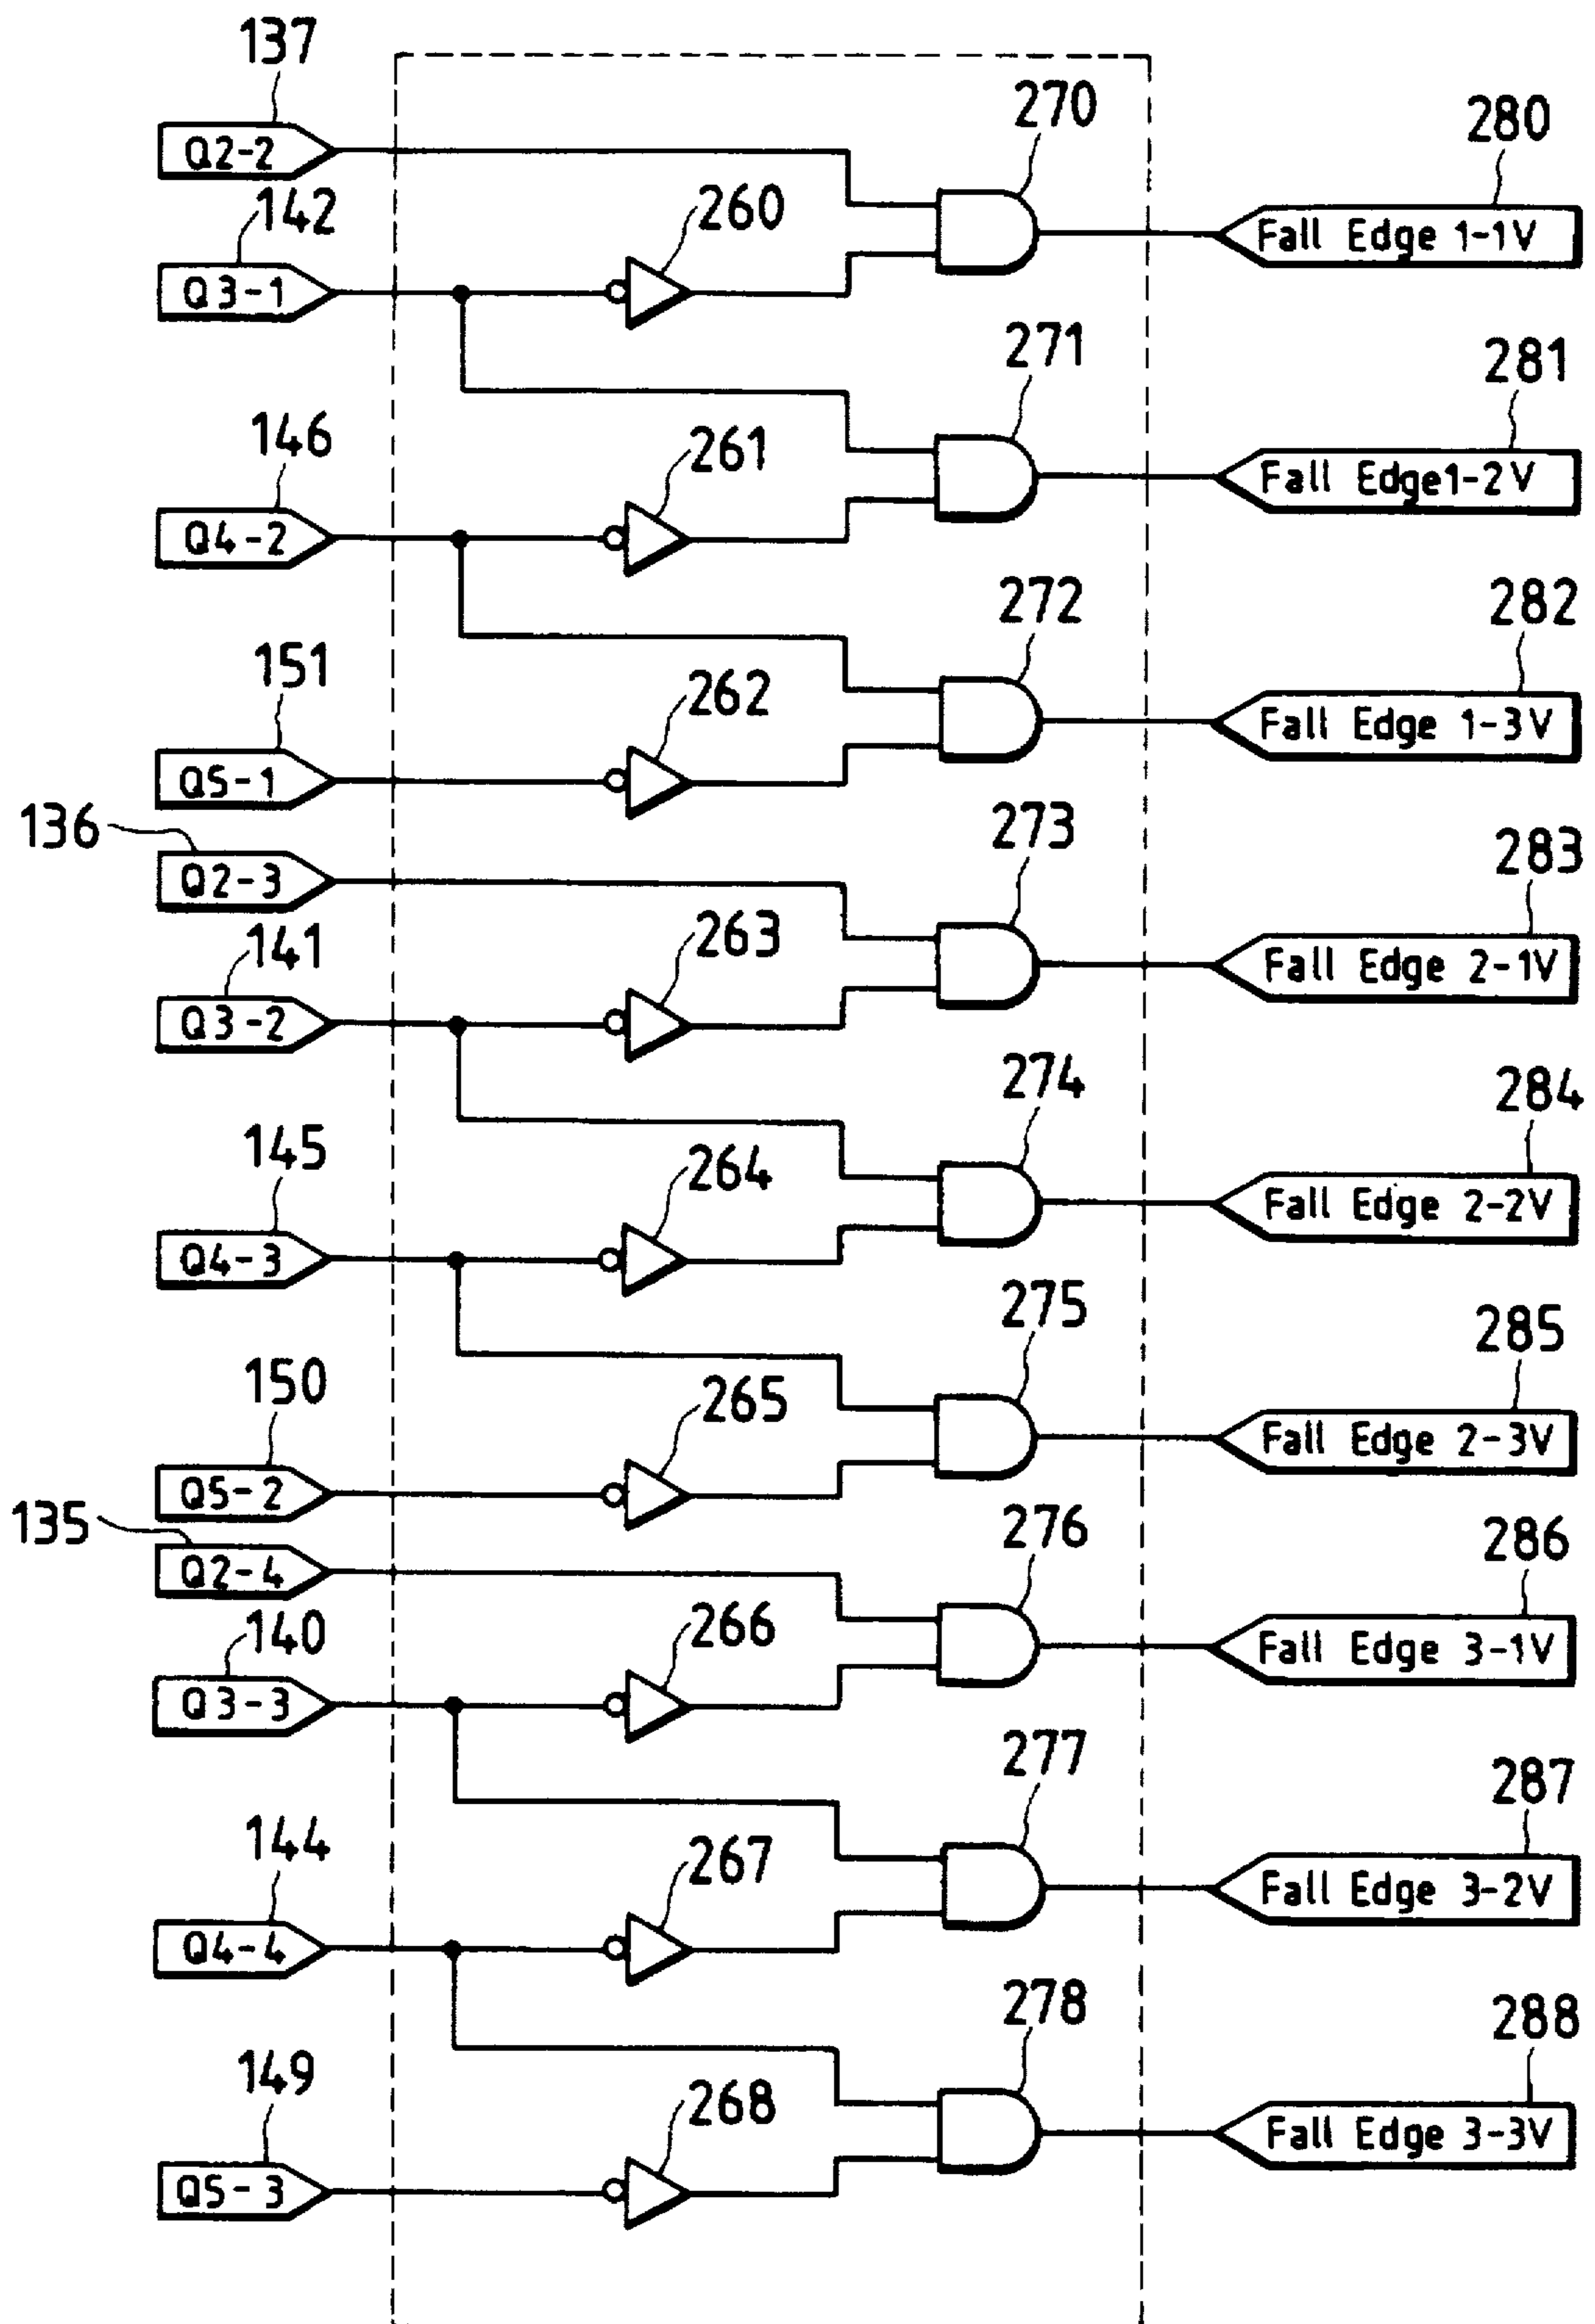 137
270
280
Q2-2
Fall Edge 1-1V
142
260
Q3-1
271
281
146
261
Fall Edge1-2V
Q4-2
272
282
151
262
Fall Edge 1-3V
Q5-1
136
273
283
Q2-3
141
263
Fall Edge 2-1V
Q3-2
274
284
145
264
Fall Edge 2-2V
Q4-3
275
285
150
265
Fall Edge 2-3V
Q5-2
135
276
286
Q2-4
140
266
Fall Edge 3-1V
Q3-3
277
287
144
267
Fall Edge 3-2V
Q4-4
278
288
149
268
Fall Edge 3-3V
Q5-3